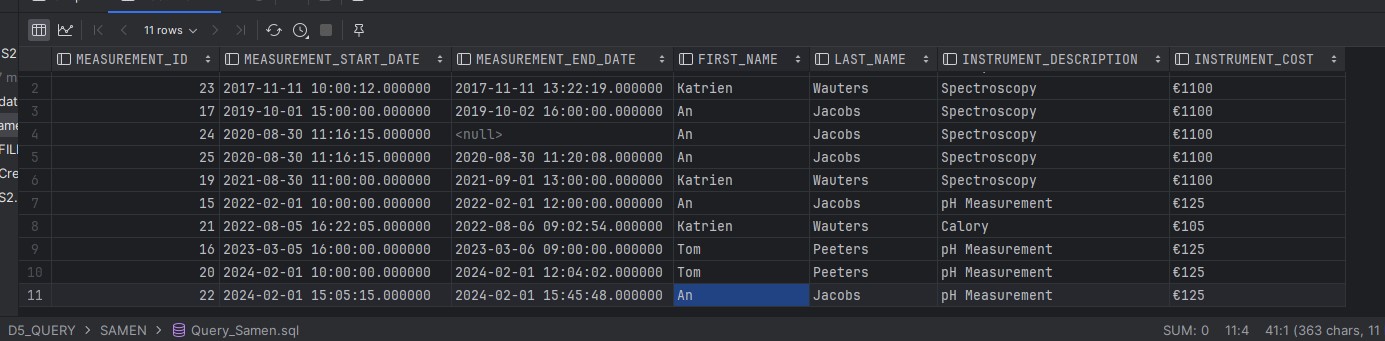 11 rows
S2
MEASUREMENT_ID MEASUREMENT_START_DATE MEASUREMENT_END_DATE FIRST_NAME LAST_NAME INSTRUMENT_DESCRIPTION INSTRUMENT_COST
2 23 2017-11-11 10:00:12.000000 2017-11-11 13:22:19.000000 Katrien Wauters Spectroscopy €1100
3 17 2019-10-01 15:00:00.000000 2019-10-02 16:00:00.000000 An Jacobs Spectroscopy €1100
4 24 2020-08-30 11:16:15.000000 <null> An Jacobs Spectroscopy €1100
5 25 2020-08-30 11:16:15.000000 2020-08-30 11:20:08.000000 An Jacobs Spectroscopy €1100
6 19 2021-08-30 11:00:00.000000 2021-09-01 13:00:00.000000 Katrien Wauters Spectroscopy €1100
7 15 2022-02-01 10:00:00.000000 2022-02-01 12:00:00.000000 An Jacobs pH Measurement €125
8 21 2022-08-05 16:22:05.000000 2022-08-06 09:02:54.000000 Katrien Wauters Calory €105
9 16 2023-03-05 16:00:00.000000 2023-03-06 09:00:00.000000 Tom Peeters pH Measurement €125
10 20 2024-02-01 10:00:00.000000 2024-02-01 12:04:02.000000 Tom Peeters pH Measurement €125
11 22 2024-02-01 15:05:15.000000 2024-02-01 15:45:48.000000 An Jacobs pH Measurement €125
/ m
dat
ame
FIL
Cre
S2.
D5_QUERY > SAMEN > Query_Samen.sql SUM: 0 11:4 41:1 (363 chars, 11